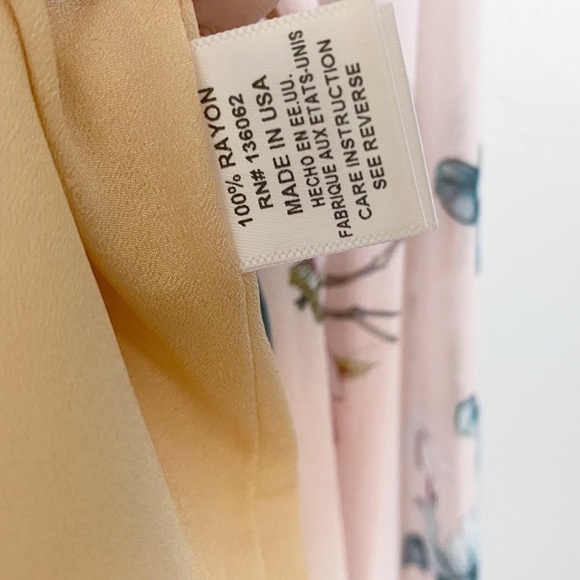 100% RAYON
RN# 136062
MADE IN USA
HECHO EN EE.UU.
FABRIQUE AUX ETATS-UNIS
CARE INSTRUCTION
SEE REVERSE